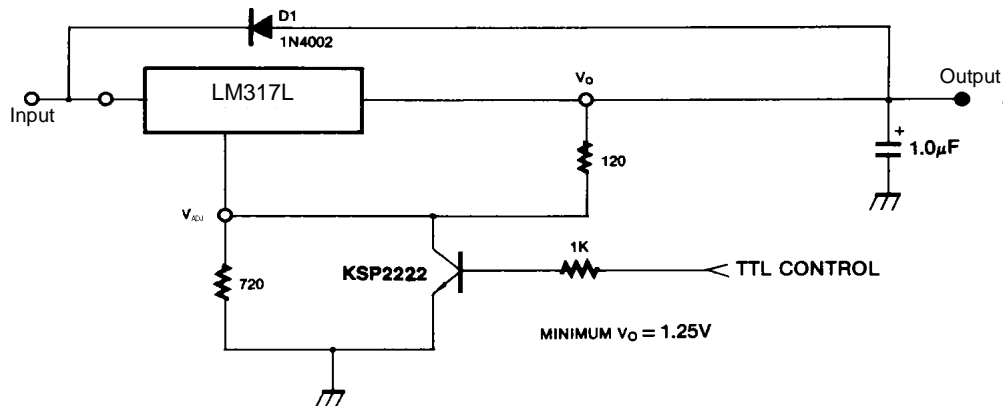 D1
1N4002
LM317L
Input
Vo
Output
120
+
1.0µF
VADJ
1K
KSP2222
TTL CONTROL
720
MINIMUM Vo = 1.25V